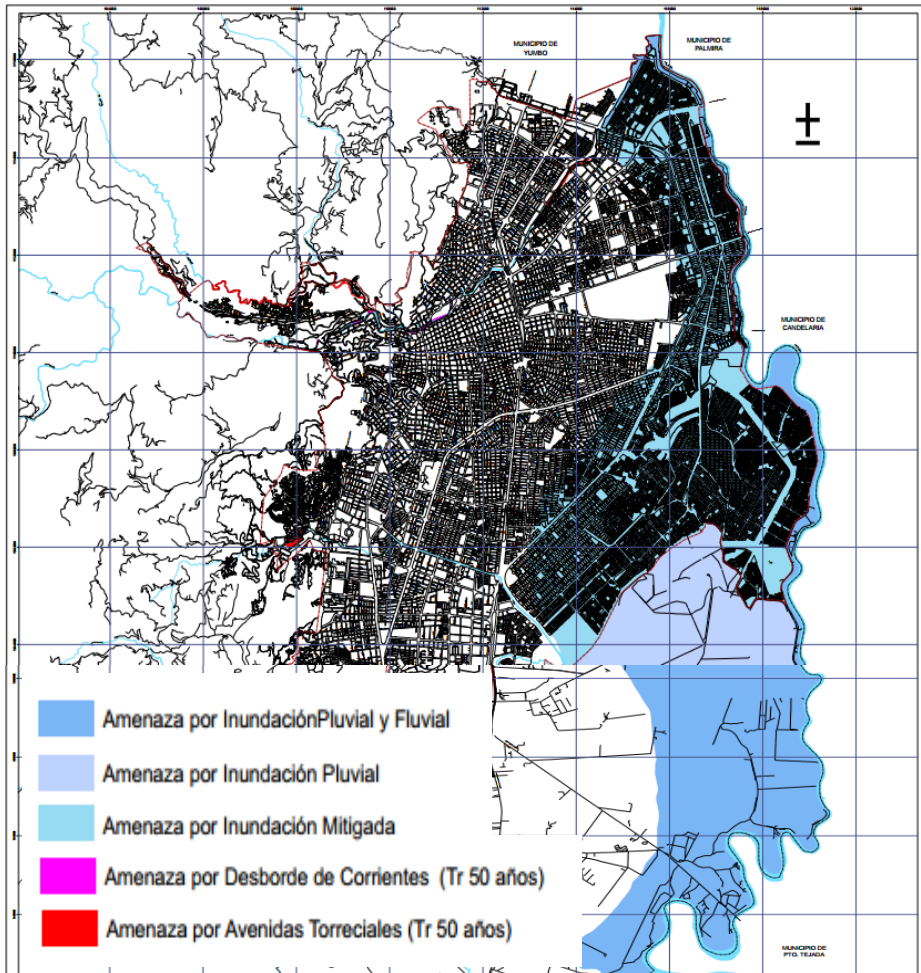 MUNICIPIO DE
YUMBO
MUNICIPIO DE
PALMIRA
MUNICIPIO DE
CANDELARIA
Amenaza por InundaciónPluvial y Fluvial
Amenaza por Inundación Pluvial
Amenaza por Inundación Mitigada
Amenaza por Desborde de Corrientes (Tr 50 años)
Amenaza por Avenidas Torreciales (Tr 50 años)
MUNICIPIO DE
PTO. TEJADA